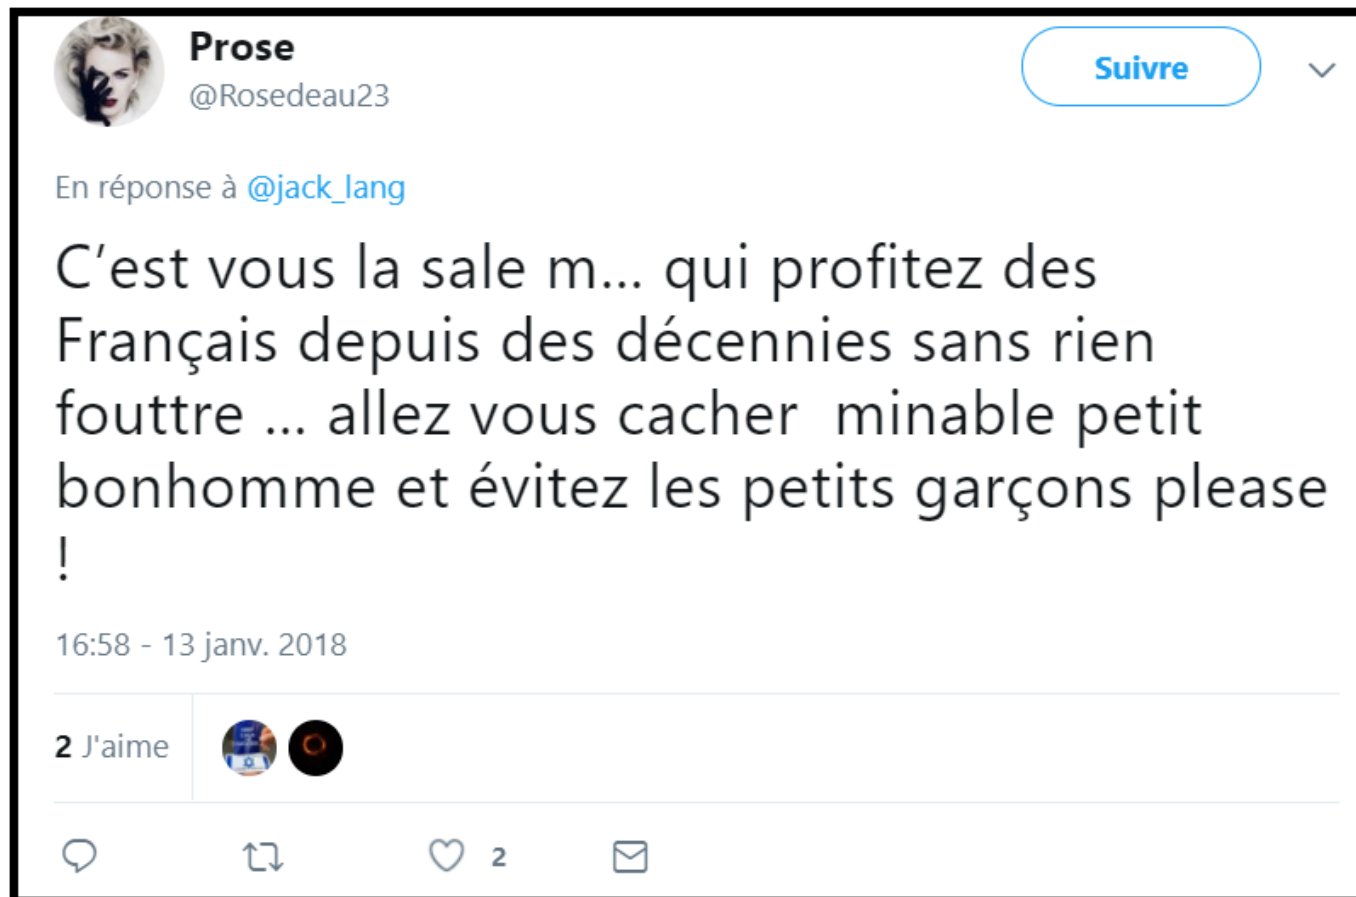 Prose
@Rosedeau23
Suivre
En réponse à @jack_lang
C’est vous la sale m... qui profitez des
Français depuis des décennies sans rien
fouttre ... allez vous cacher  minable petit
bonhomme et évitez les petits garçons please
!
16:58 - 13 janv. 2018
2 J'aime
2